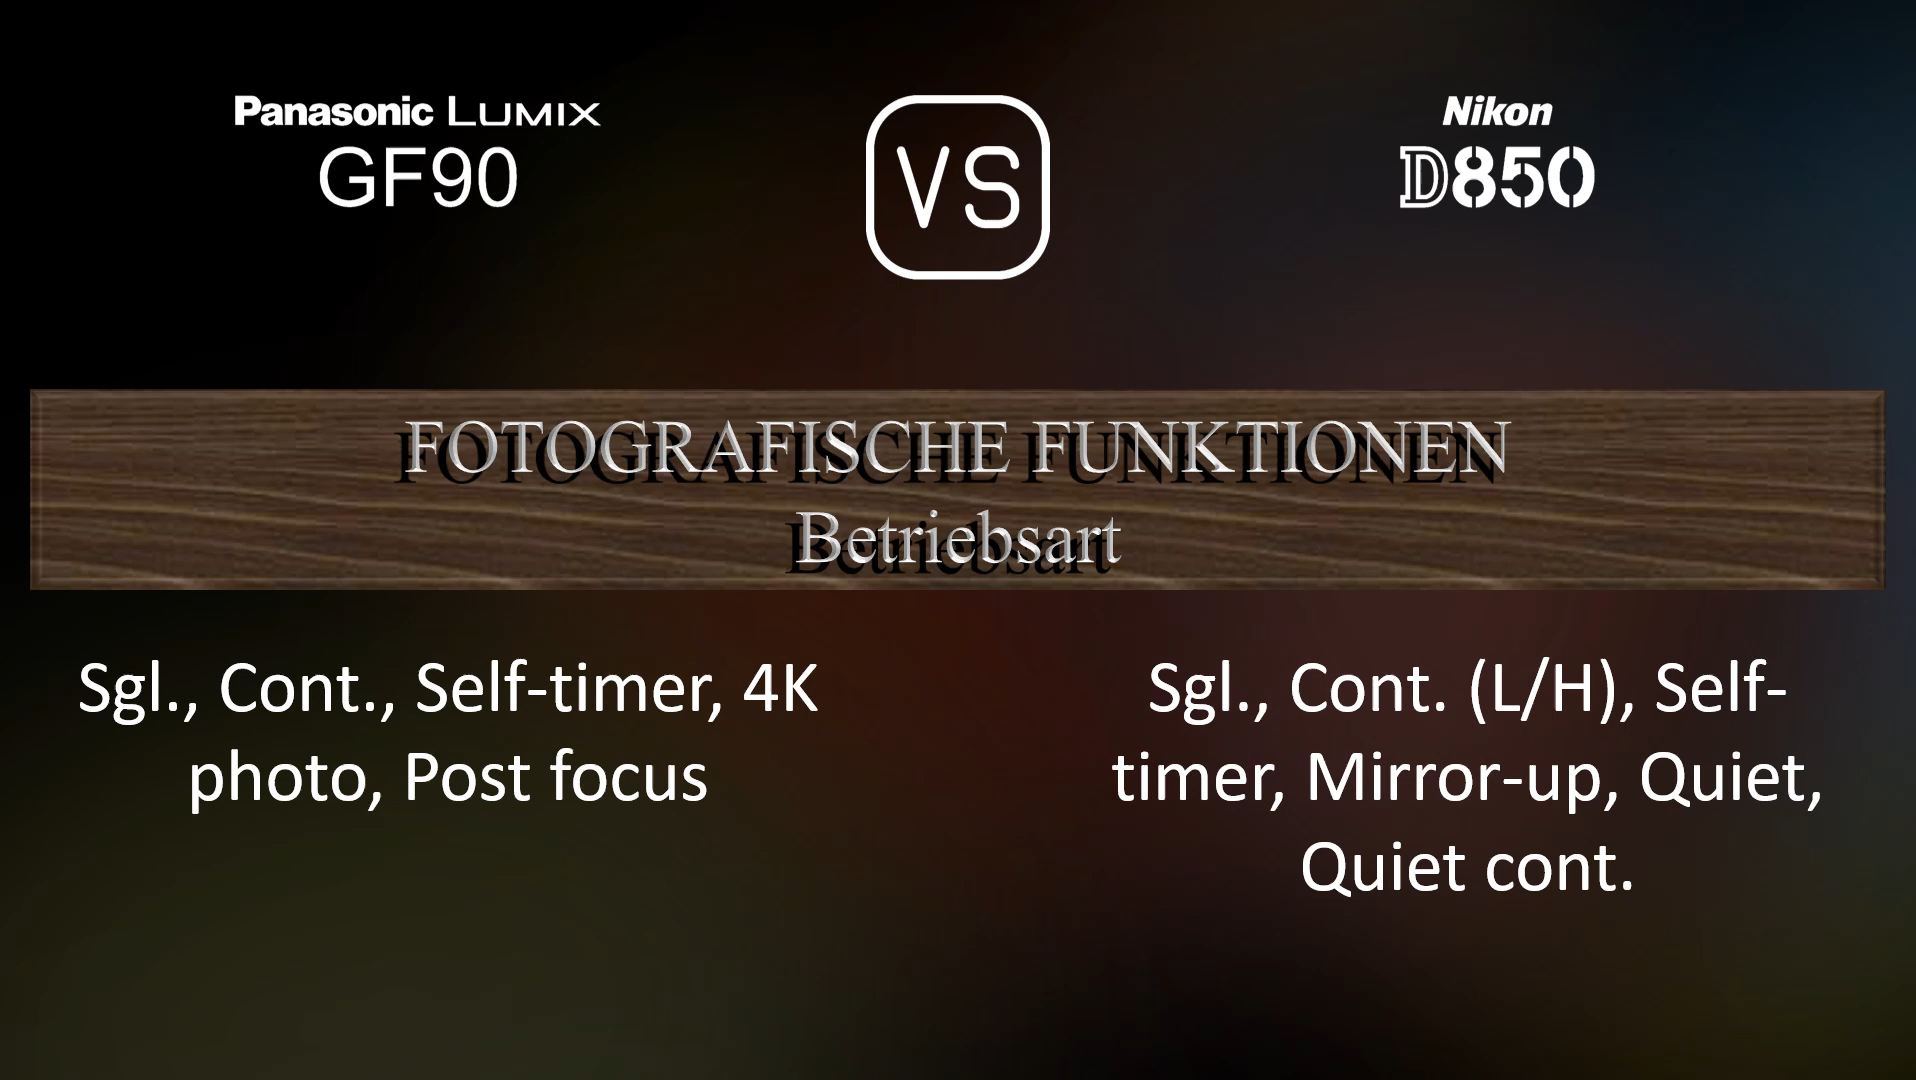 Panasonic LUMIX
GF90
VS
Nikon
D850
FOTOGRAFISCHE FUNKTIONEN
Betriebsart
Sgl., Cont., Self-timer, 4K
photo, Post focus
Sgl., Cont. (L/H), Self-
timer, Mirror-up, Quiet,
Quiet cont.